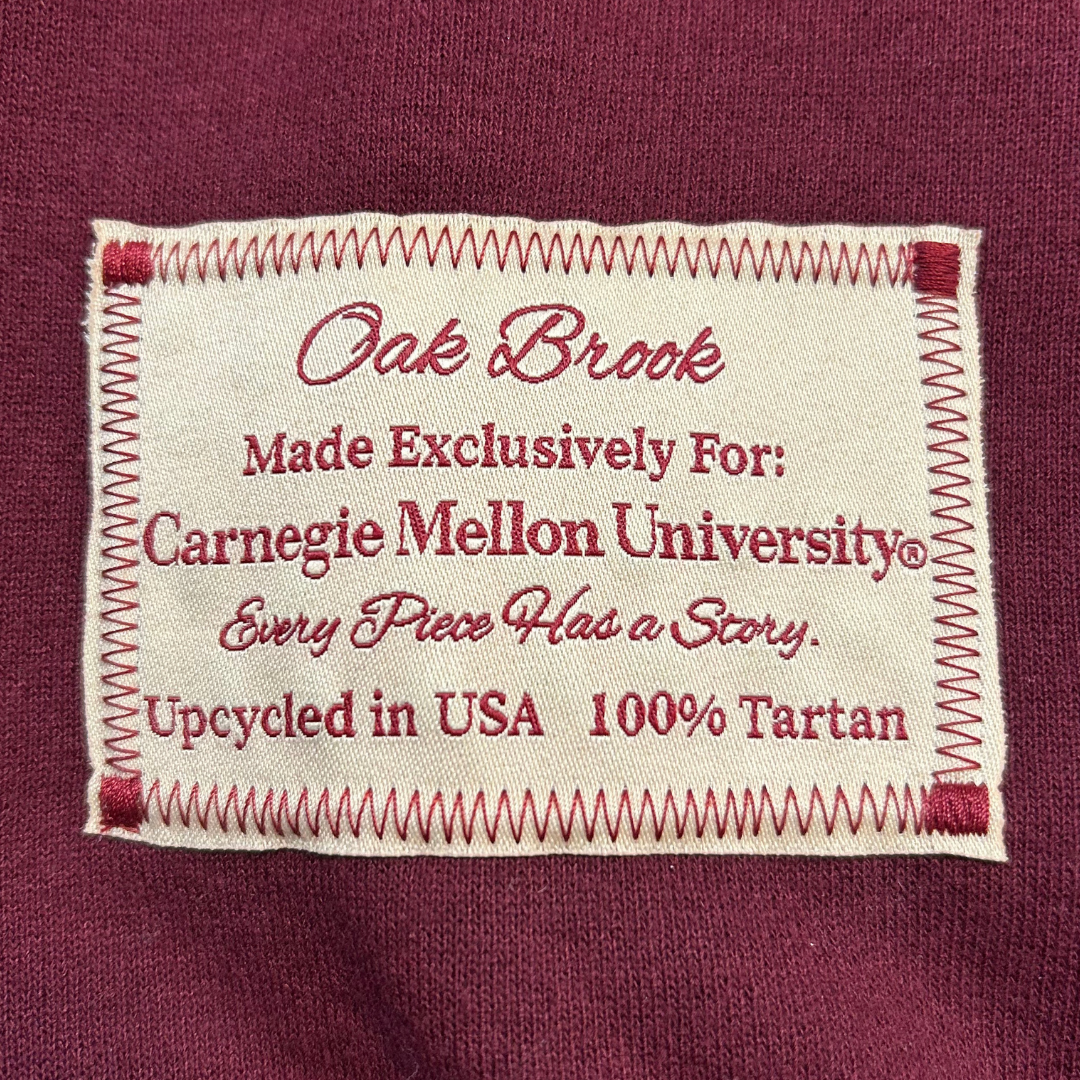 Oak Brook
Made Exclusively For:
Carnegie Mellon University®
Every Piece Has a Story.
Upcycled in USA 100% Tartan